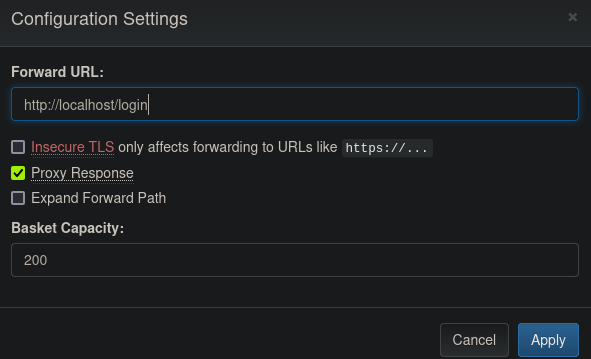 Configuration Settings ×
Forward URL:
http://localhost/login
Insecure TLS only affects forwarding to URLs like https://...
Proxy Response
Expand Forward Path
Basket Capacity:
200
Cancel Apply